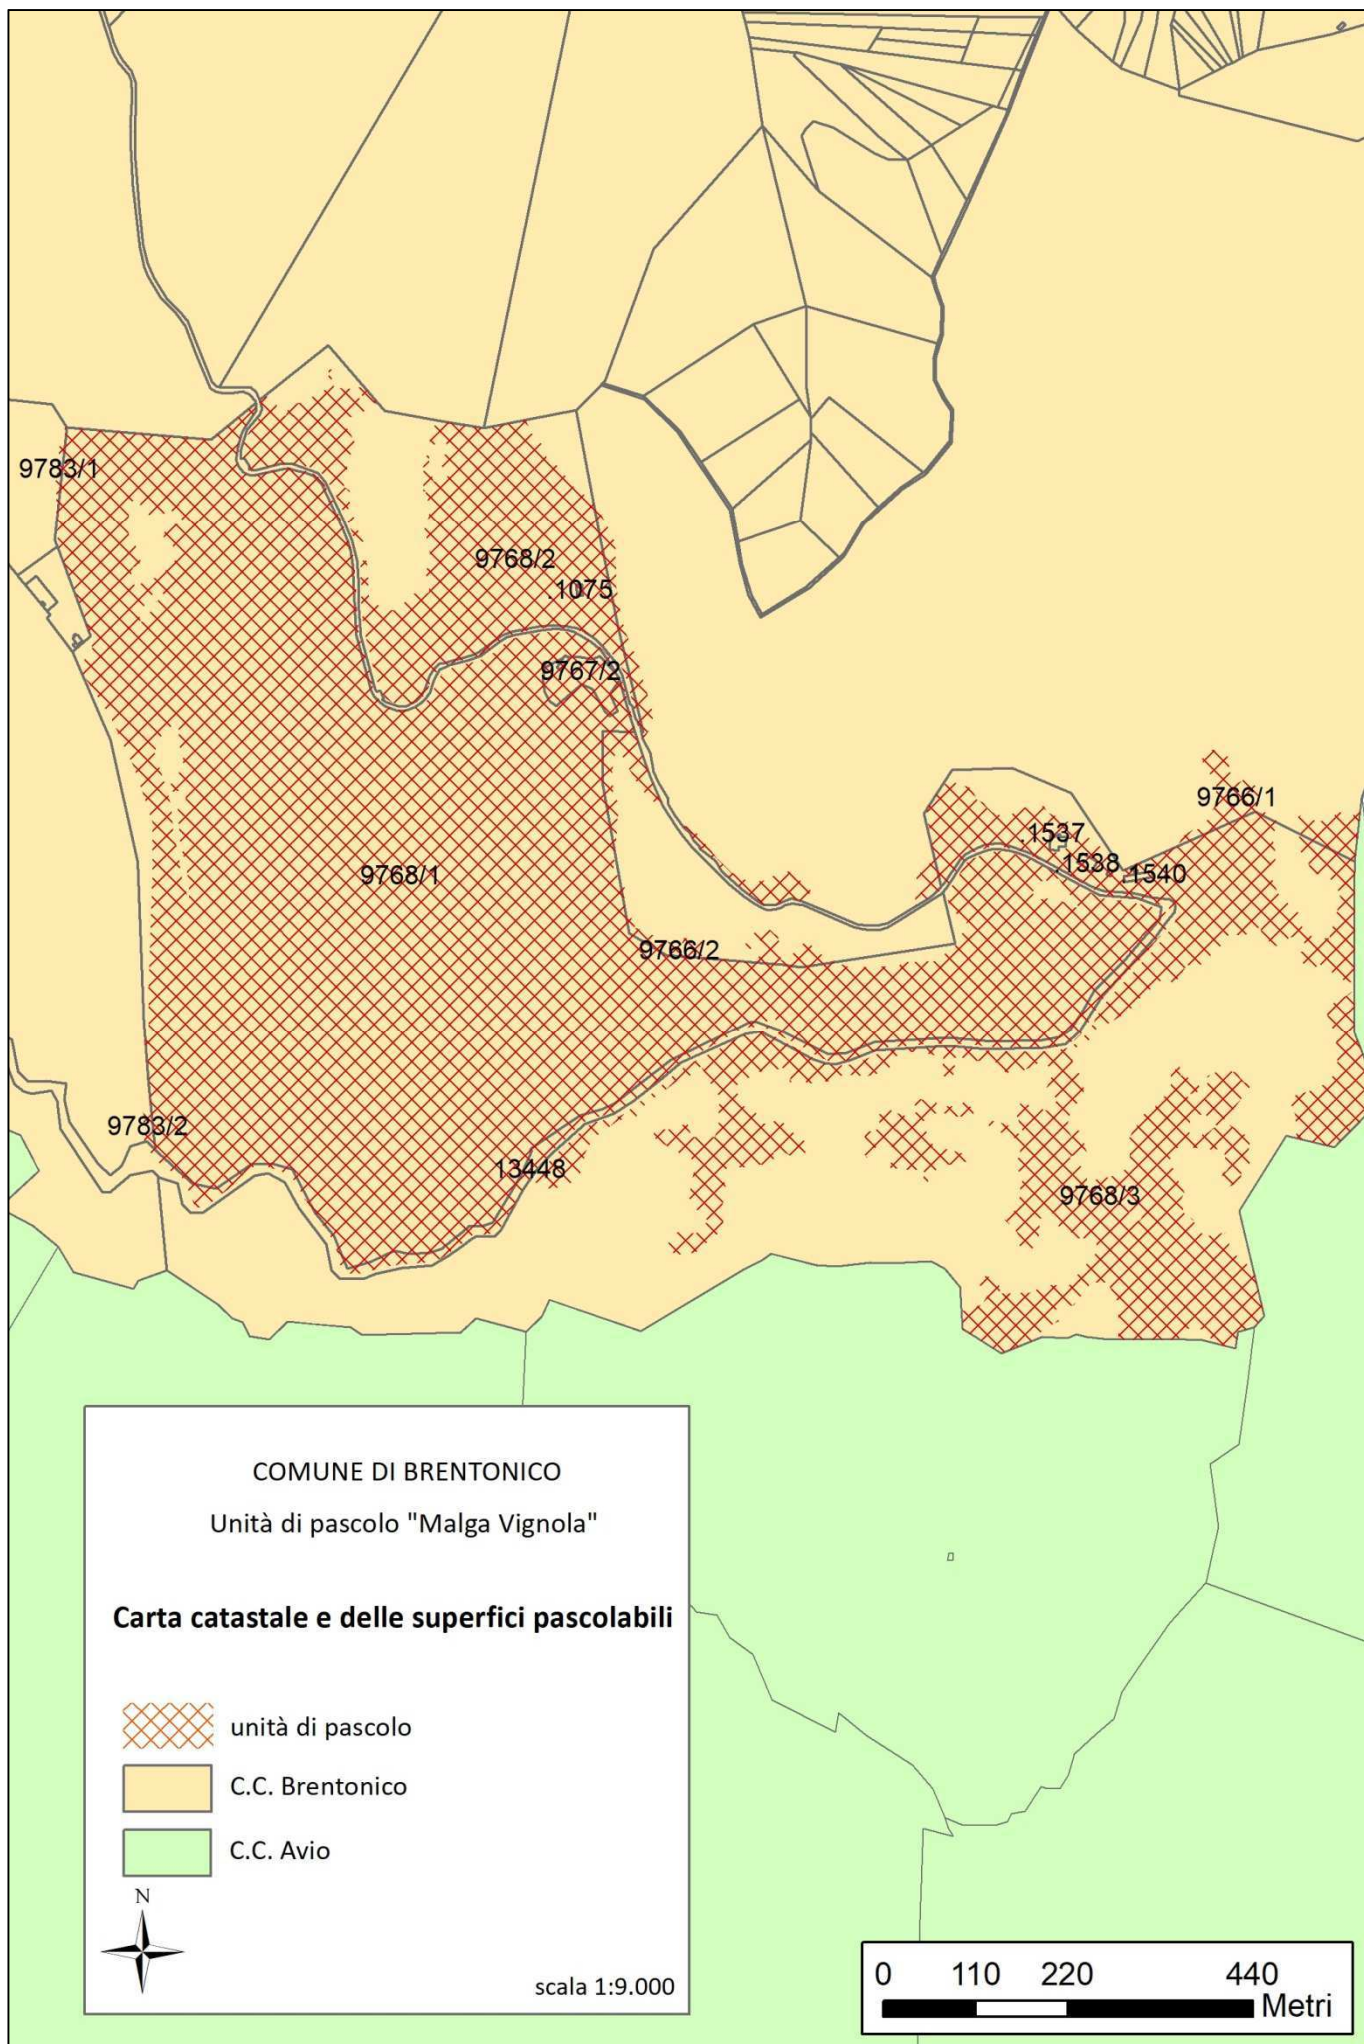 9783/1
9768/2
.1075
9767/2
9766/1
.1537
.1538
.1540
9768/1
9766/2
9783/2
13448
9768/3
COMUNE DI BRENTONICO
Unità di pascolo "Malga Vignola"
Carta catastale e delle superfici pascolabili
unità di pascolo
C.C. Brentonico
C.C. Avio
N
scala 1:9.000
0 110 220 440
Metri